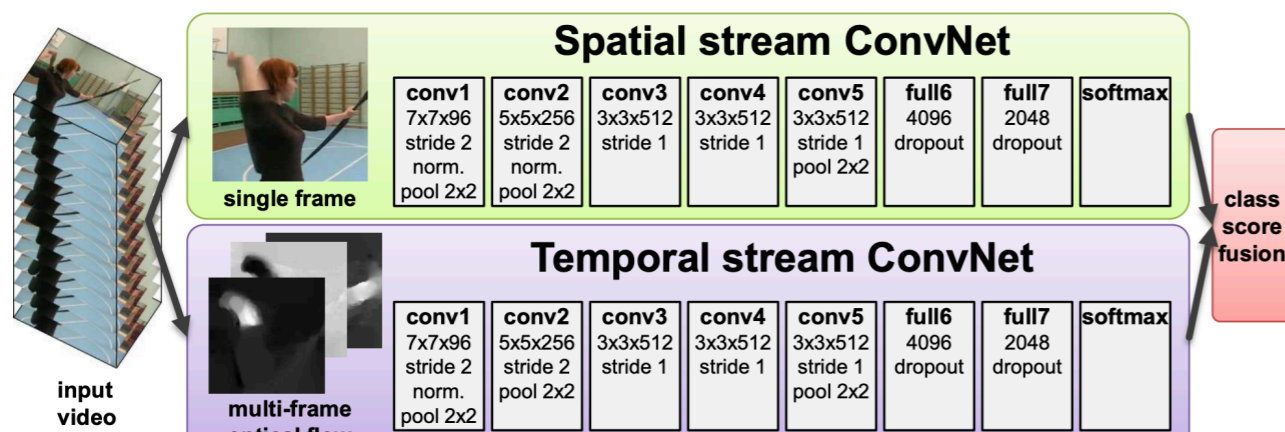 Spatial stream ConvNet
conv1
7x7x96
stride 2
norm.
pool 2x2
conv2
5x5x256
stride 2
norm.
pool 2x2
conv3
3x3x512
stride 1
conv4
3x3x512
stride 1
conv5
3x3x512
stride 1
pool 2x2
full6
4096
dropout
full7
2048
dropout
softmax
single frame
input
video
Temporal stream ConvNet
conv1
7x7x96
stride 2
norm.
pool 2x2
conv2
5x5x256
stride 2
pool 2x2
conv3
3x3x512
stride 1
conv4
3x3x512
stride 1
conv5
3x3x512
stride 1
pool 2x2
full6
4096
dropout
full7
2048
dropout
softmax
multi-frame
optical flow
class
score
fusion